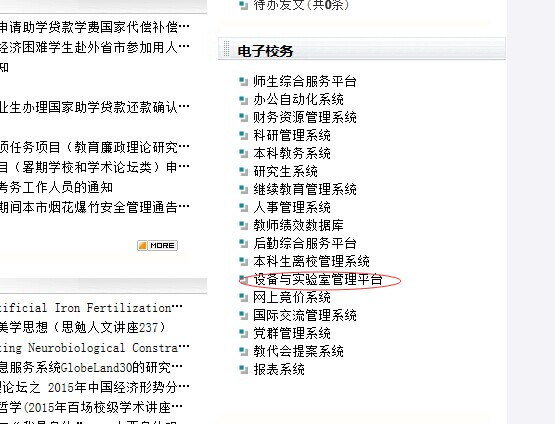 申请助学贷款学费国家代偿补偿…
经济困难学生赴外省市参加用人…
知
业生办理国家助学贷款还款确认…
项任务项目（教育廉政理论研究…
目（暑期学校和学术论坛类）申…
考务工作人员的通知
期间本市烟花爆竹安全管理通告…
MORE
tificial Iron Fertilization…
美学思想（思勉人文讲座237）
ting Neurobiological Constra…
息服务系统GlobeLand30的研究…
理论坛之 2015年中国经济形势分…
哲学(2015年百场校级学术讲座…
待办发文(共0条)
电子校务
师生综合服务平台
办公自动化系统
财务资源管理系统
科研管理系统
本科教务系统
研究生系统
继续教育管理系统
人事管理系统
教师绩效数据库
后勤综合服务平台
本科生离校管理系统
设备与实验室管理平台
网上竞价系统
国际交流管理系统
党群管理系统
教代会提案系统
报表系统